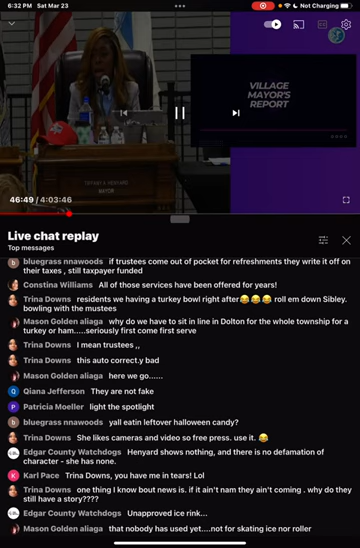 6:32 PM Sat Mar 23
Not Charging
VILLAGE
MAYOR'S
REPORT
MAYOR
46:49 / 4:03:46
Live chat replay
Top messages
bluegrass nnawoods if trustees come out of pocket for refreshments they write it off on
their taxes , still taxpayer funded
Constina Williams All of those services have been offered for years!
Trina Downs residents we having a turkey bowl right after😂😂😂 roll em down Sibley.
bowling with the mustees
Mason Golden aliaga why do we have to sit in line in Dolton for the whole township for a
turkey or ham.....seriously first come first serve
Trina Downs I mean trustees ,,
Trina Downs this auto correct.y bad
Mason Golden aliaga here we go......
Qiana Jefferson They are not fake
Patricia Moeller light the spotlight
bluegrass nnawoods yall eatin leftover halloween candy?
Trina Downs She likes cameras and video so free press. use it. 😂
Edgar County Watchdogs Henyard shows nothing, and there is no defamation of
character - she has none.
Karl Pace Trina Downs, you have me in tears! Lol
Trina Downs one thing I know bout news is. if it ain't nam they ain't coming . why do they
still have a story????
Edgar County Watchdogs Unapproved ice rink...
Mason Golden aliaga that nobody has used yet....not for skating ice nor roller